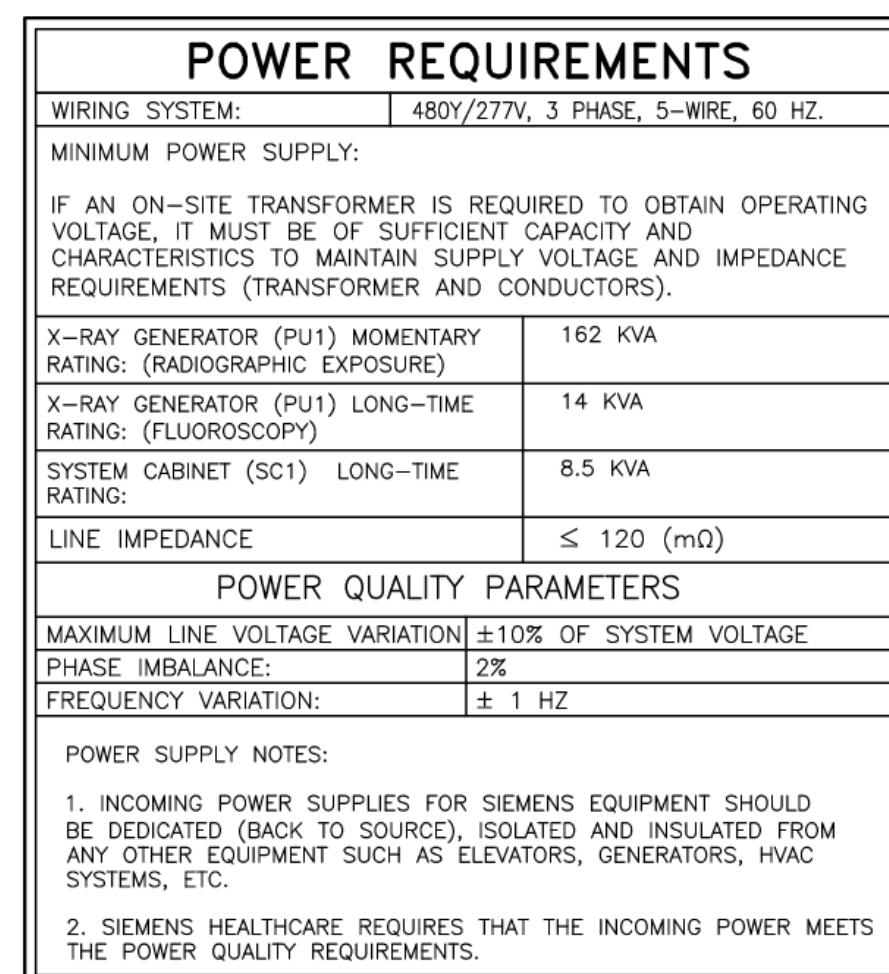 POWER REQUIREMENTS
WIRING SYSTEM: 480Y/277V, 3 PHASE, 5-WIRE, 60 HZ.
MINIMUM POWER SUPPLY:
IF AN ON-SITE TRANSFORMER IS REQUIRED TO OBTAIN OPERATING
VOLTAGE, IT MUST BE OF SUFFICIENT CAPACITY AND
CHARACTERISTICS TO MAINTAIN SUPPLY VOLTAGE AND IMPEDANCE
REQUIREMENTS (TRANSFORMER AND CONDUCTORS).
X-RAY GENERATOR (PU1) MOMENTARY 162 KVA
RATING: (RADIOGRAPHIC EXPOSURE)
X-RAY GENERATOR (PU1) LONG-TIME 14 KVA
RATING: (FLUOROSCOPY)
SYSTEM CABINET (SC1) LONG-TIME 8.5 KVA
RATING:
LINE IMPEDANCE ≤ 120 (mΩ)
POWER QUALITY PARAMETERS
MAXIMUM LINE VOLTAGE VARIATION ±10% OF SYSTEM VOLTAGE
PHASE IMBALANCE: 2%
FREQUENCY VARIATION: ± 1 HZ
POWER SUPPLY NOTES:
1. INCOMING POWER SUPPLIES FOR SIEMENS EQUIPMENT SHOULD
BE DEDICATED (BACK TO SOURCE), ISOLATED AND INSULATED FROM
ANY OTHER EQUIPMENT SUCH AS ELEVATORS, GENERATORS, HVAC
SYSTEMS, ETC.
2. SIEMENS HEALTHCARE REQUIRES THAT THE INCOMING POWER MEETS
THE POWER QUALITY REQUIREMENTS.